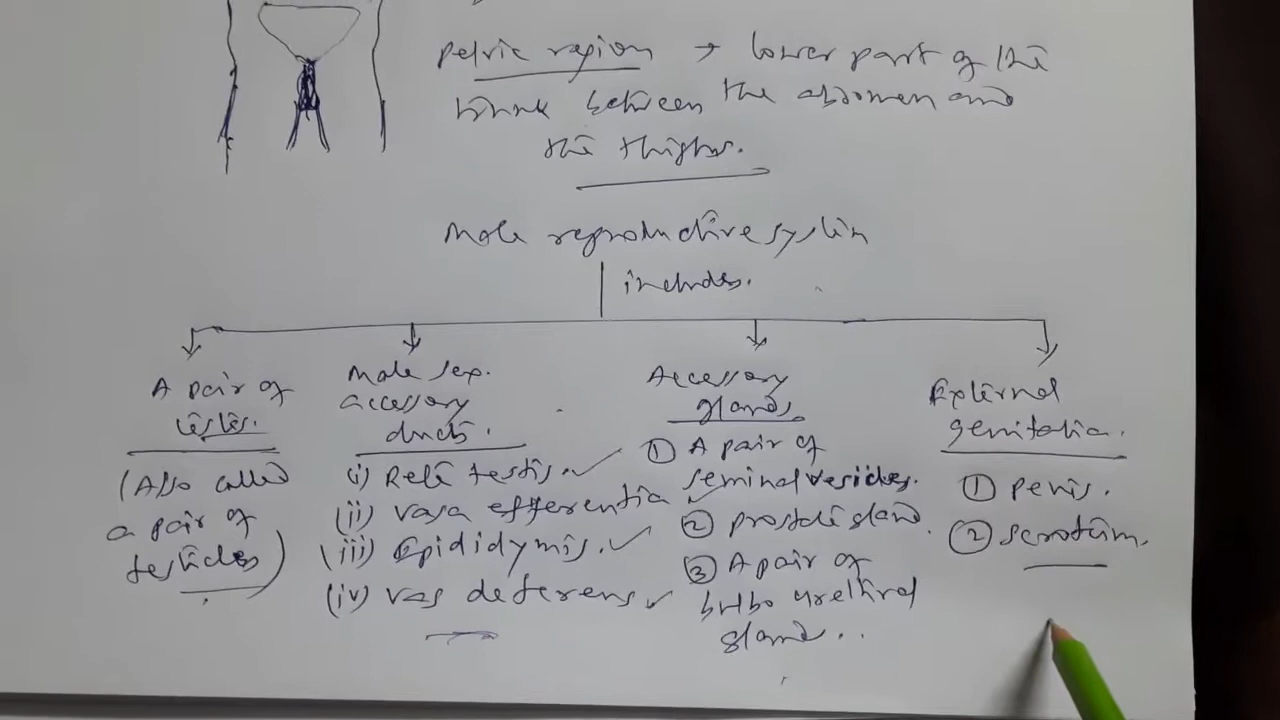 pelvic region → lower part of the
trunk between the abdomen and
the thighs.
Male reproductive system
includes.
A pair of
testes.
(Also called
a pair of
testicles)
Male sex.
accessory
ducts.
(i) Rete testis. ✓
(ii) vasa efferentia ✓
(iii) Epididymis. ✓
(iv) vas deferens ✓
Accessory
glands.
① A pair of
seminal vesicles.
② prostate gland.
③ A pair of
bulbo urethral
gland..
External
genitalia.
① penis.
② scrotum.